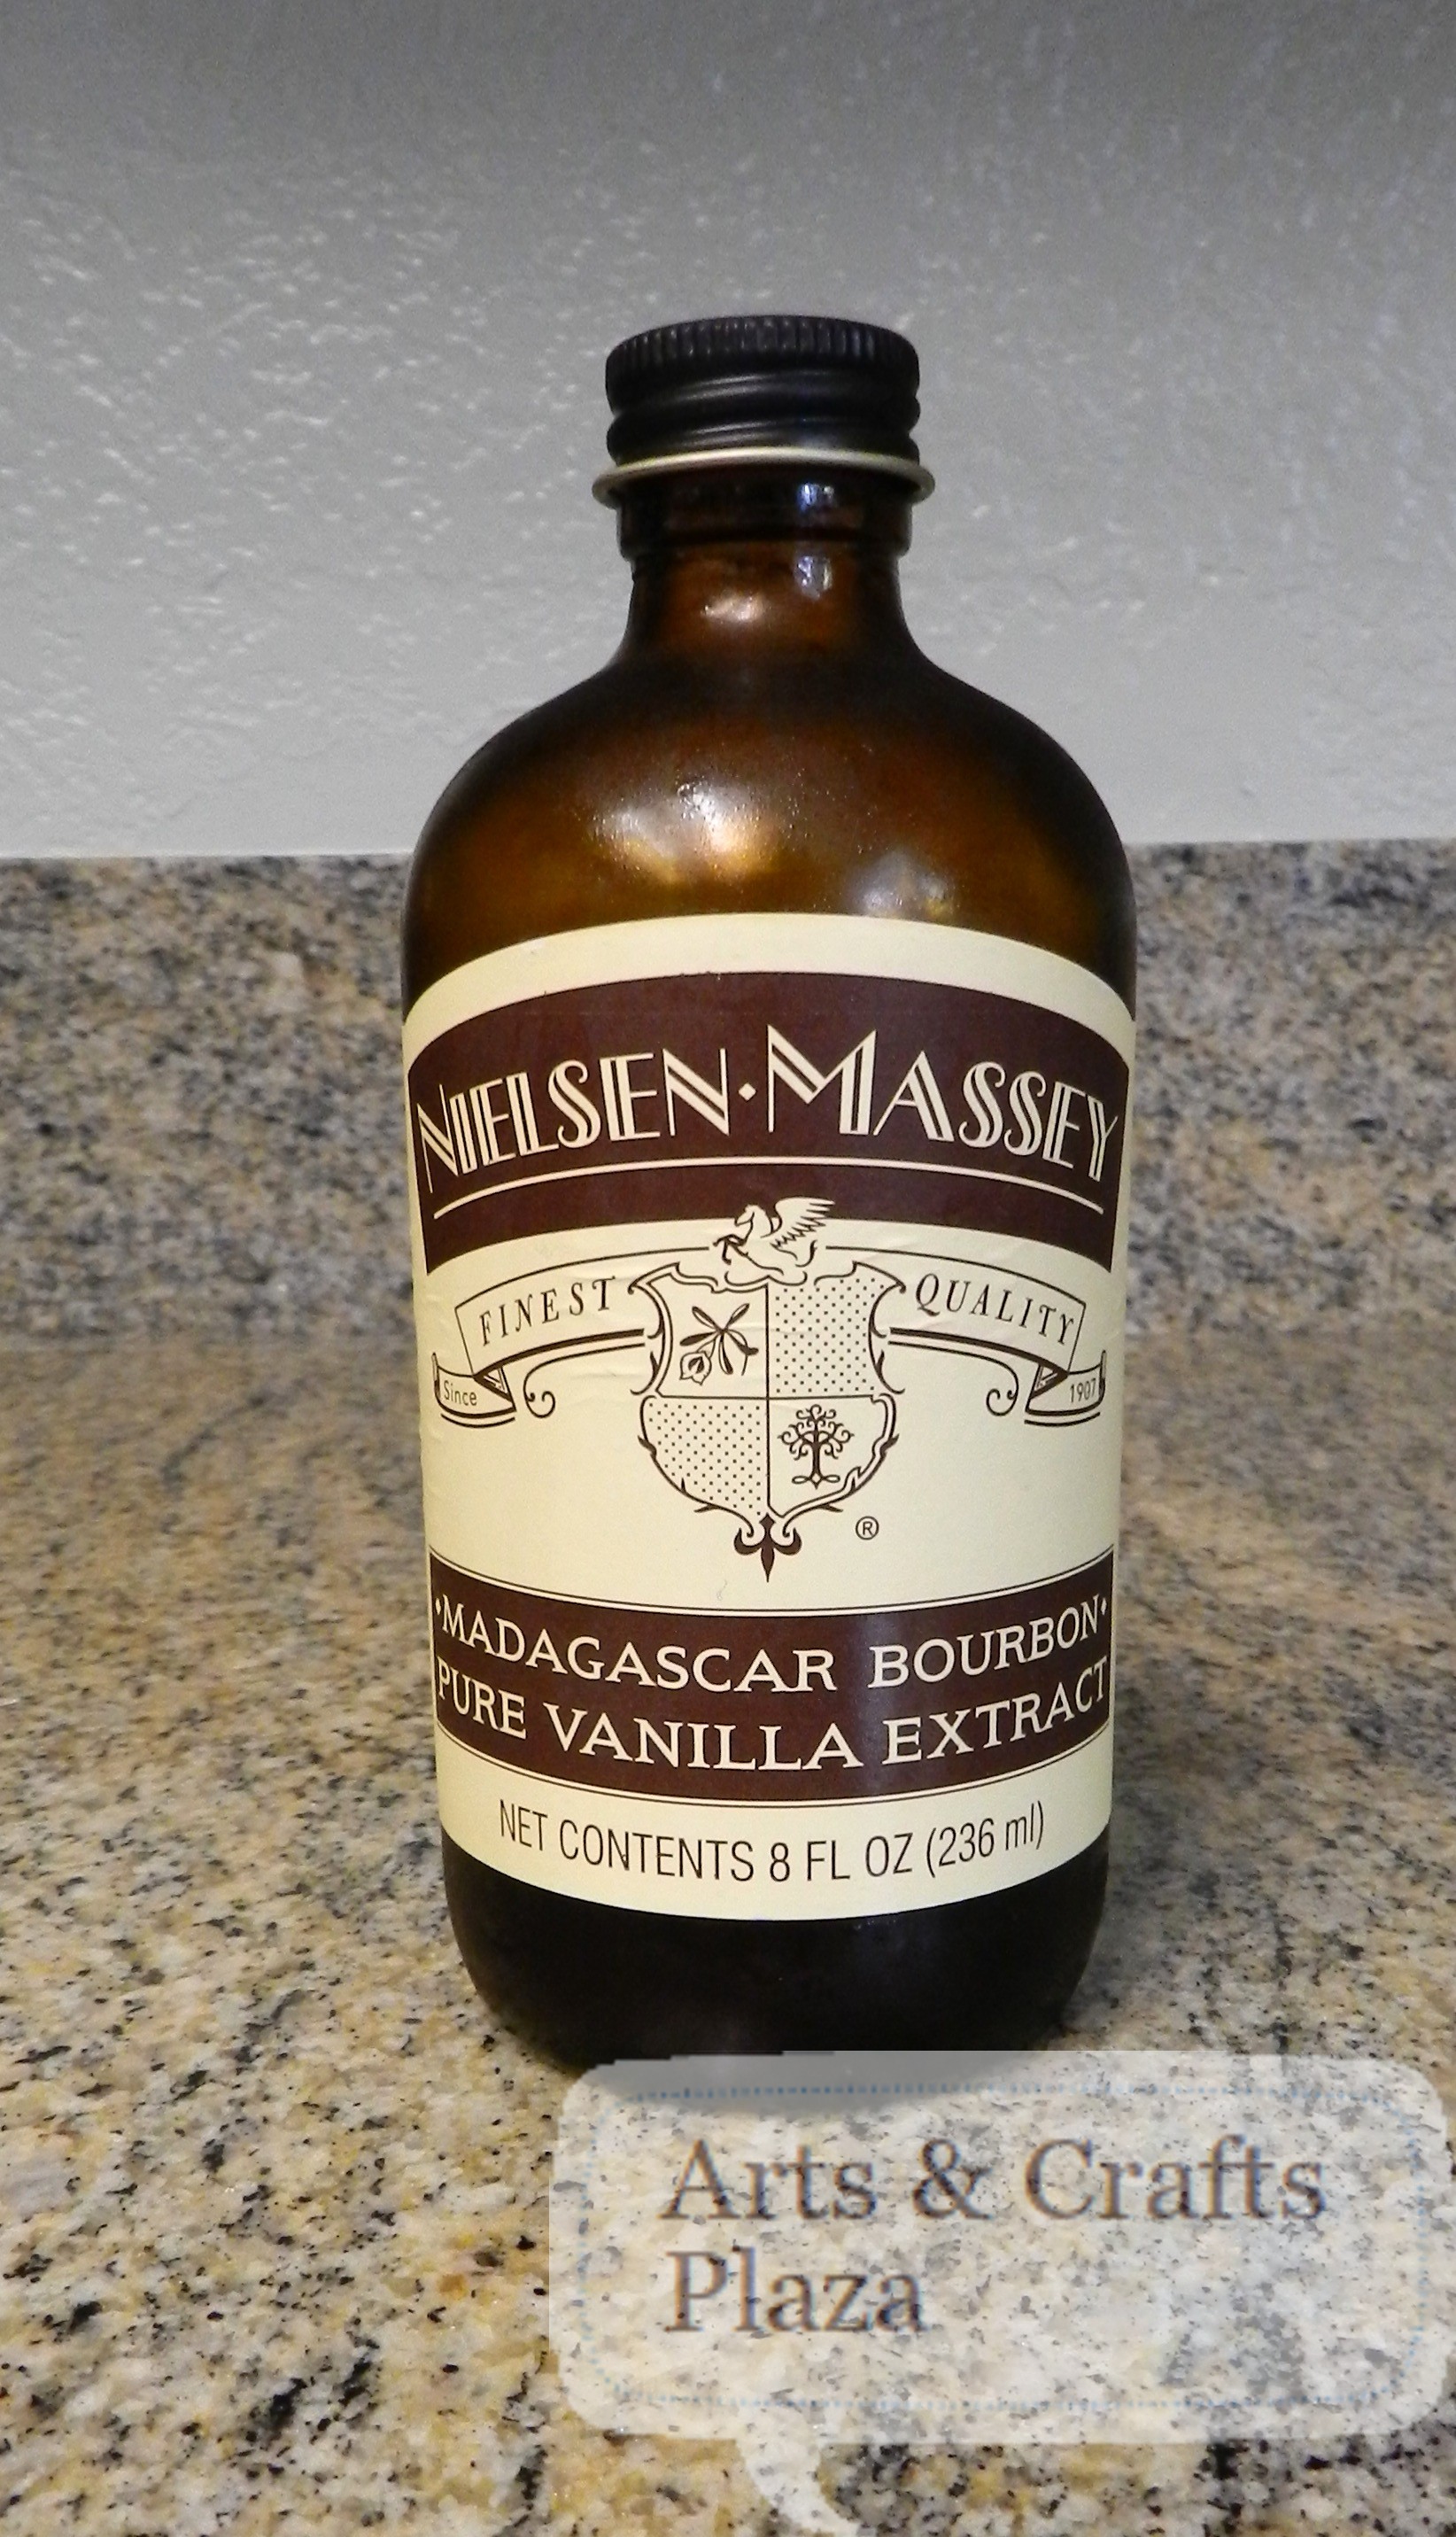 NIELSEN·MASSEY
FINEST QUALITY
Since 1907
®
·MADAGASCAR BOURBON·
PURE VANILLA EXTRACT
NET CONTENTS 8 FL OZ (236 ml)
Arts & Crafts
Plaza